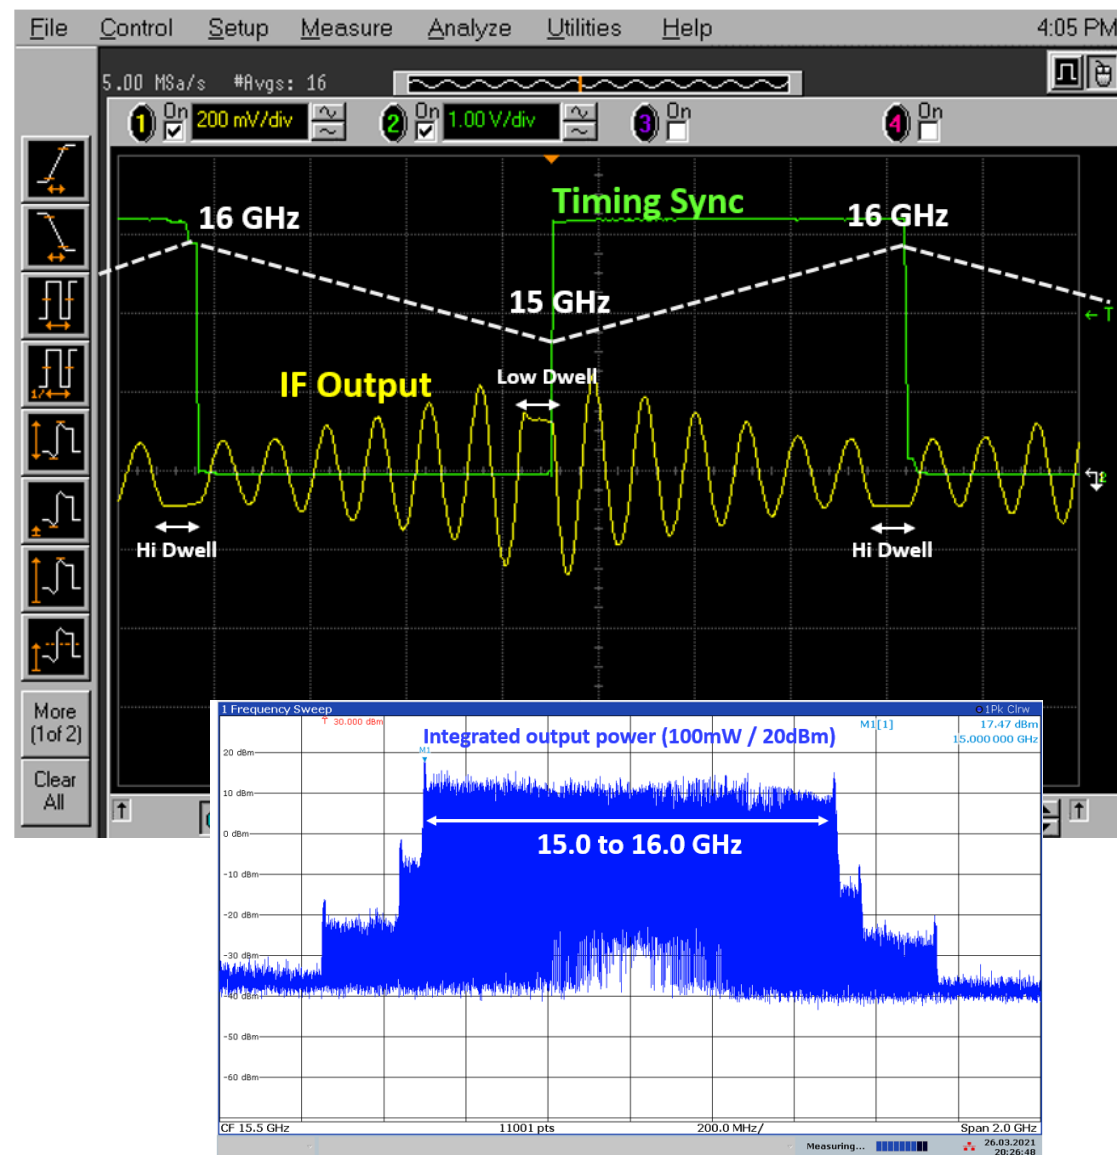 File Control Setup Measure Analyze Utilities Help 4:05 PM
5.00 MSa/s #Avgs: 16
1 On 200 mV/div 2 On 1.00 V/div 3 On 4 On
Timing Sync
16 GHz
16 GHz
15 GHz
T
IF Output
Low Dwell
2
Hi Dwell
Hi Dwell
1/
More
(1 of 2)
Clear
All
1 Frequency Sweep 1Pk Clrw
30.000 dBm
M1[1] 17.47 dBm
15.000 000 GHz
Integrated output power (100mW / 20dBm)
M1
20 dBm
10 dBm
0 dBm
15.0 to 16.0 GHz
-10 dBm
-20 dBm
-30 dBm
-40 dBm
-50 dBm
-60 dBm
CF 15.5 GHz 11001 pts 200.0 MHz/ Span 2.0 GHz
Measuring... 26.03.2021
20:26:48